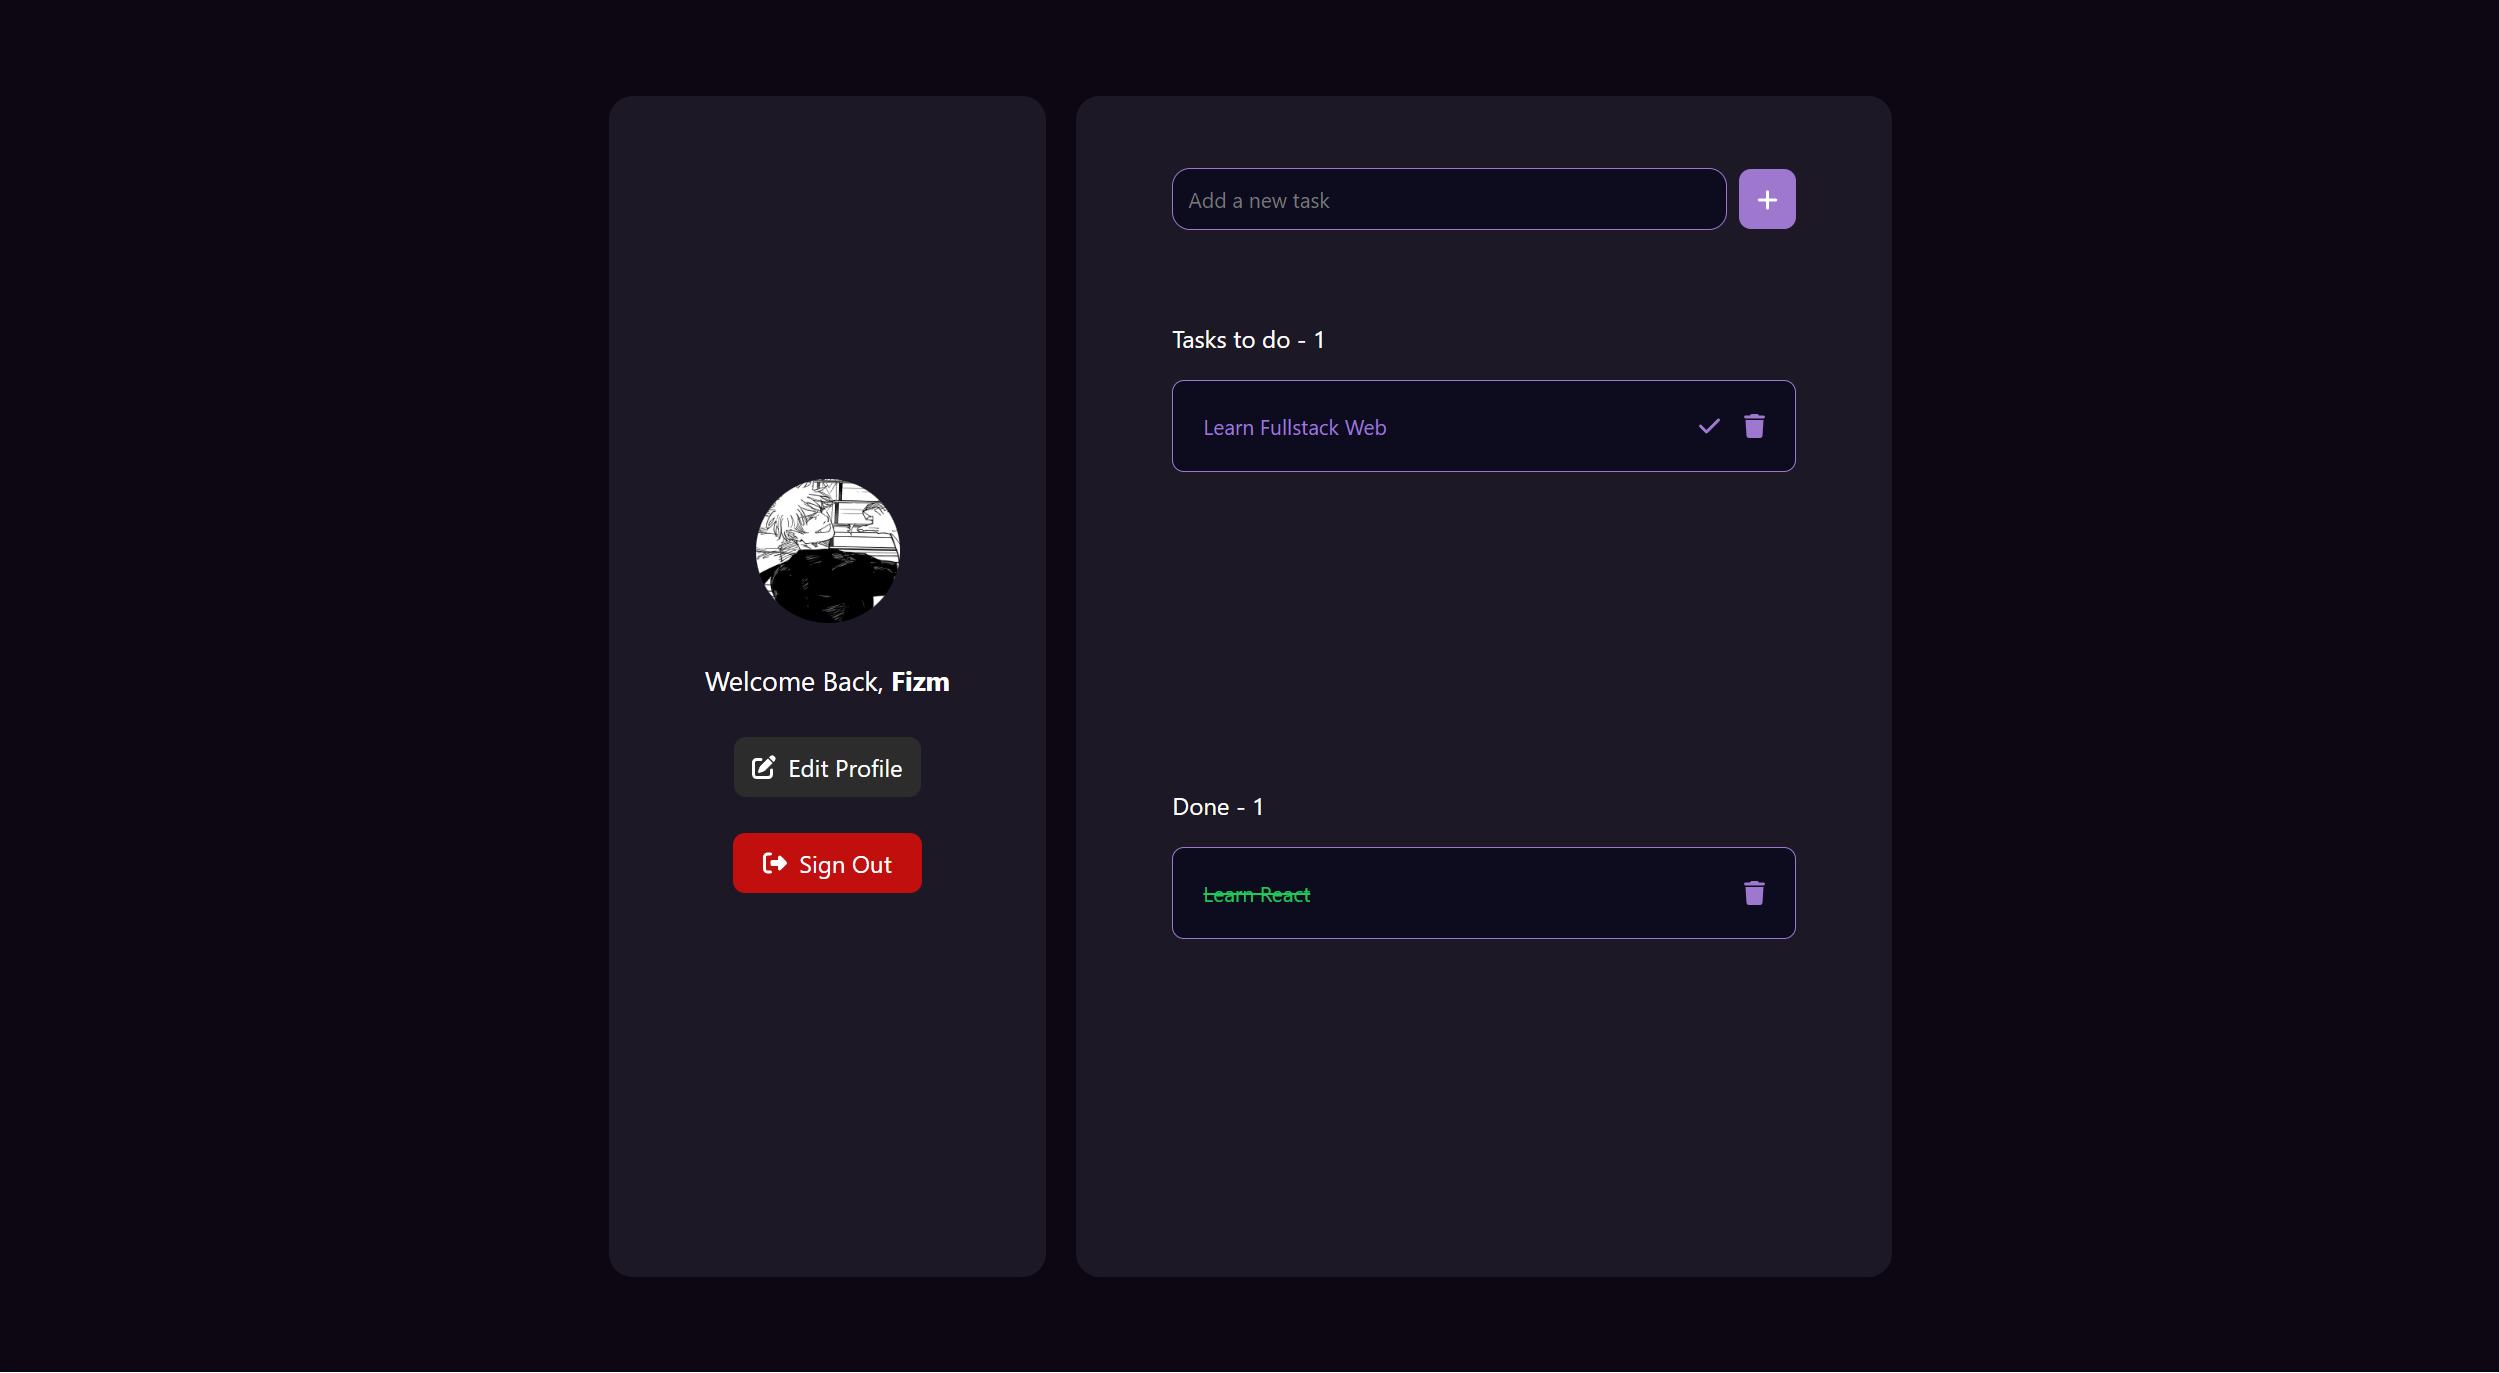 Welcome Back, Fizm
Edit Profile
Sign Out
Add a new task
Tasks to do - 1
Learn Fullstack Web
Done - 1
Learn React